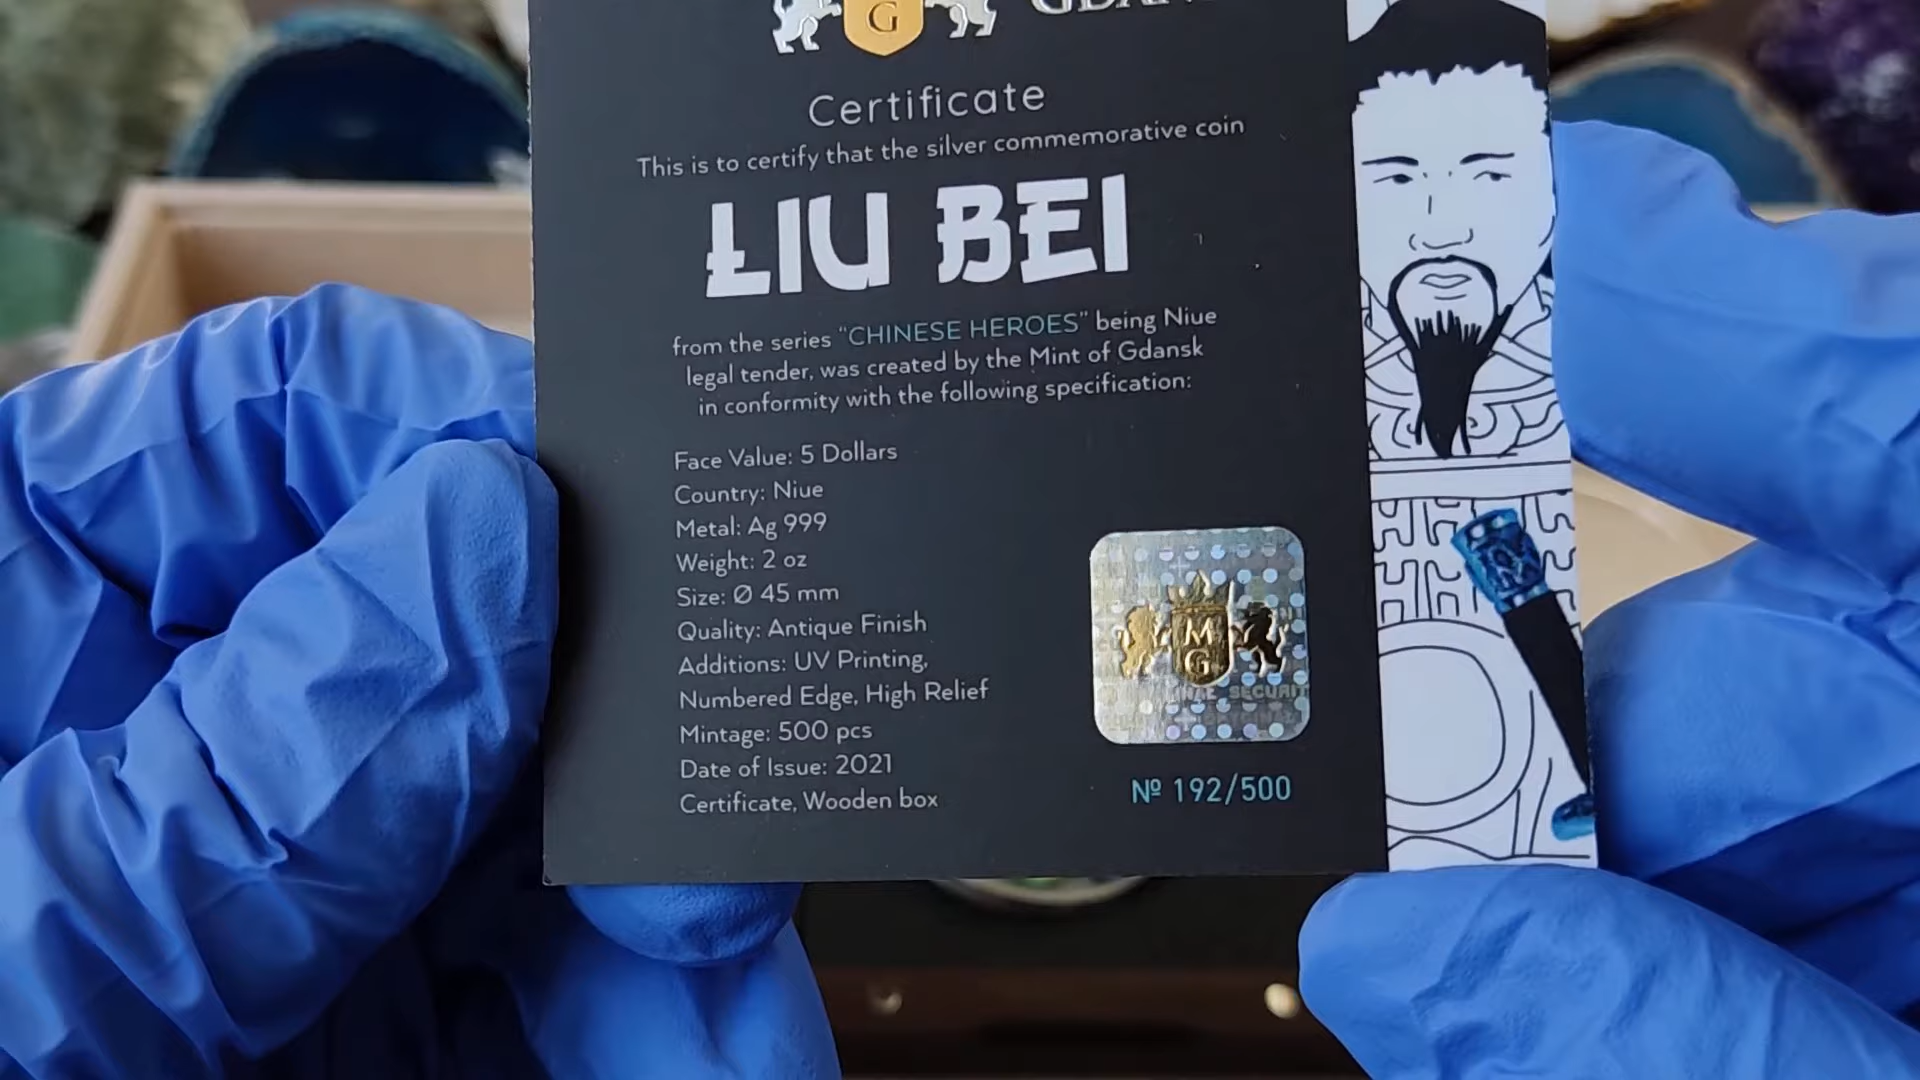 G
Certificate
This is to certify that the silver commemorative coin
LIU BEI
from the series "CHINESE HEROES" being Niue
legal tender, was created by the Mint of Gdansk
in conformity with the following specification:
Face Value: 5 Dollars
Country: Niue
Metal: Ag 999
Weight: 2 oz
Size: Ø 45 mm
Quality: Antique Finish
Additions: UV Printing,
Numbered Edge, High Relief
Mintage: 500 pcs
Date of Issue: 2021
Certificate, Wooden box
M
G
№ 192/500